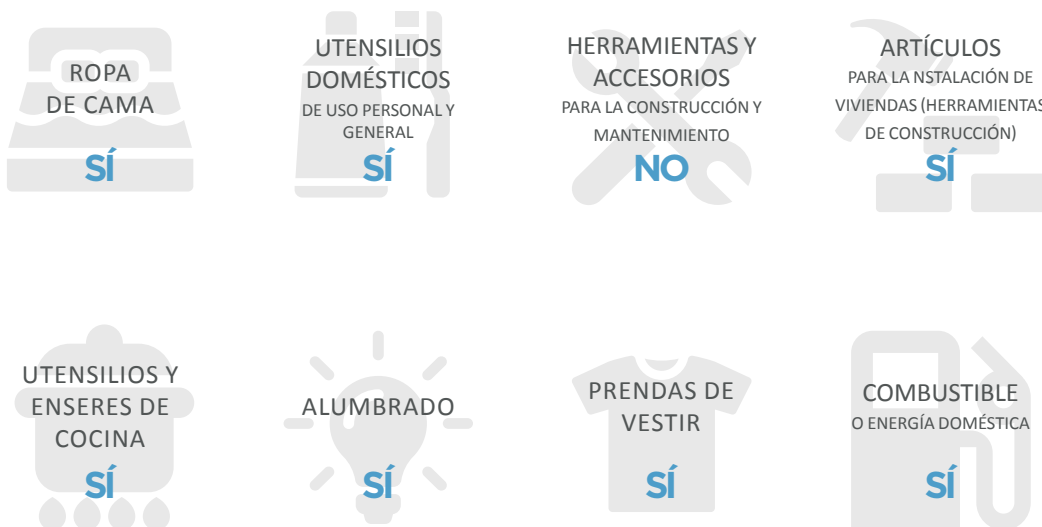 ROPA
DE CAMA
SÍ
UTENSILIOS
DOMÉSTICOS
DE USO PERSONAL Y
GENERAL
SÍ
HERRAMIENTAS Y
ACCESORIOS
PARA LA CONSTRUCCIÓN Y
MANTENIMIENTO
NO
ARTÍCULOS
PARA LA NSTALACIÓN DE
VIVIENDAS (HERRAMIENTAS
DE CONSTRUCCIÓN)
SÍ
UTENSILIOS Y
ENSERES DE
COCINA
SÍ
ALUMBRADO
SÍ
PRENDAS DE
VESTIR
SÍ
COMBUSTIBLE
O ENERGÍA DOMÉSTICA
SÍ